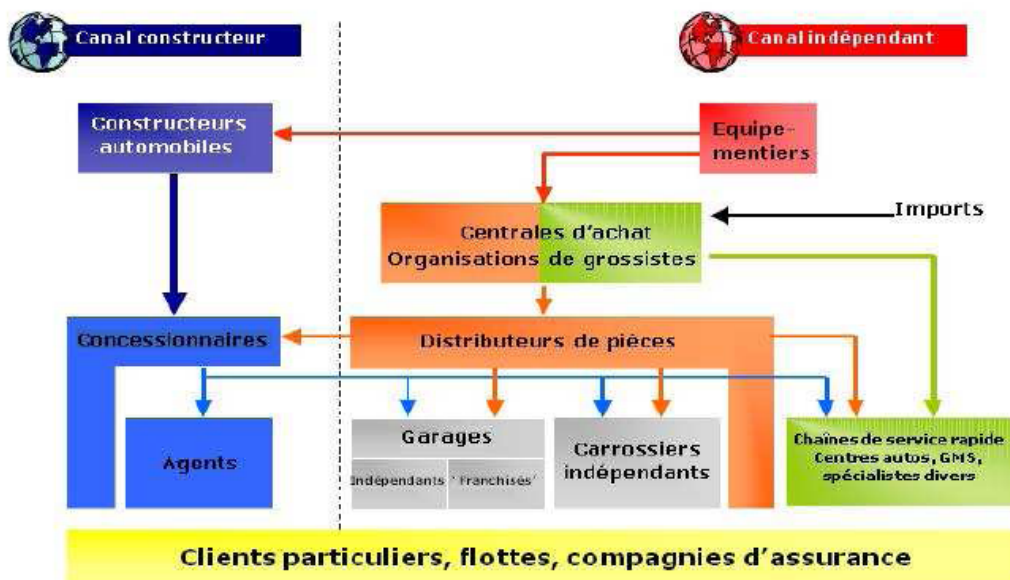 Canal constructeur
Canal indépendant
Constructeurs
automobiles
Equipe-
mentiers
Imports
Centrales d'achat
Organisations de grossistes
Concessionnaires
Distributeurs de pièces
Agents
Garages
Indépendants
'Franchisés'
Carrossiers
indépendants
Chaînes de service rapide
Centres autos, GMS,
spécialistes divers
Clients particuliers, flottes, compagnies d'assurance